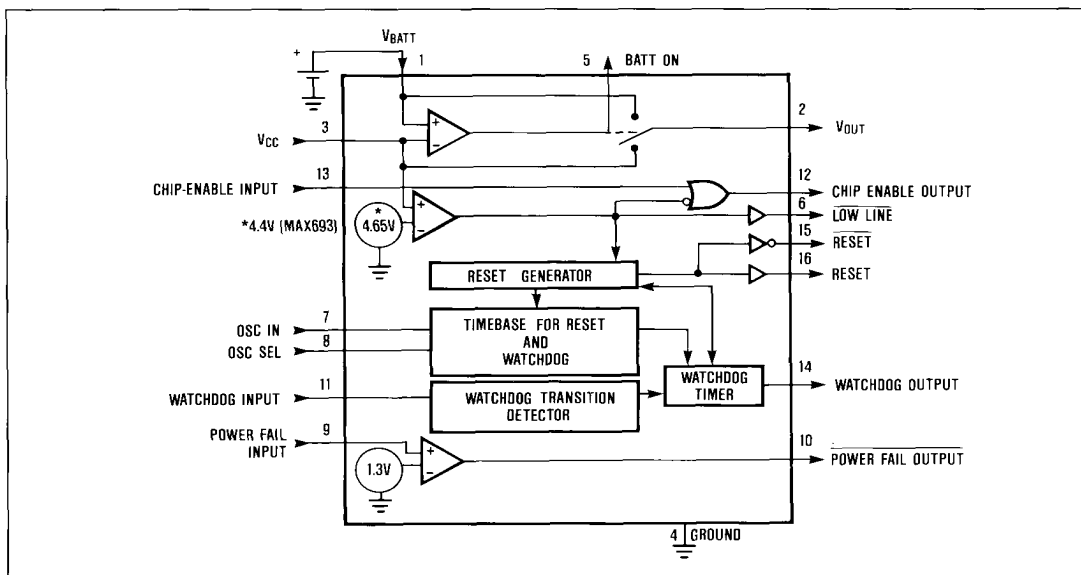 VBATT
+
1
5 BATT ON
3
VCC
2
VOUT
+
−
13
CHIP-ENABLE INPUT
12
CHIP ENABLE OUTPUT
*4.4V (MAX693)
*
4.65V
+
−
6
LOW LINE
15
RESET
16
RESET
RESET GENERATOR
7
OSC IN
8
OSC SEL
TIMEBASE FOR RESET
AND
WATCHDOG
11
WATCHDOG INPUT
WATCHDOG TRANSITION
DETECTOR
WATCHDOG
TIMER
14
WATCHDOG OUTPUT
9
POWER FAIL
INPUT
1.3V
+
−
10
POWER FAIL OUTPUT
4 GROUND